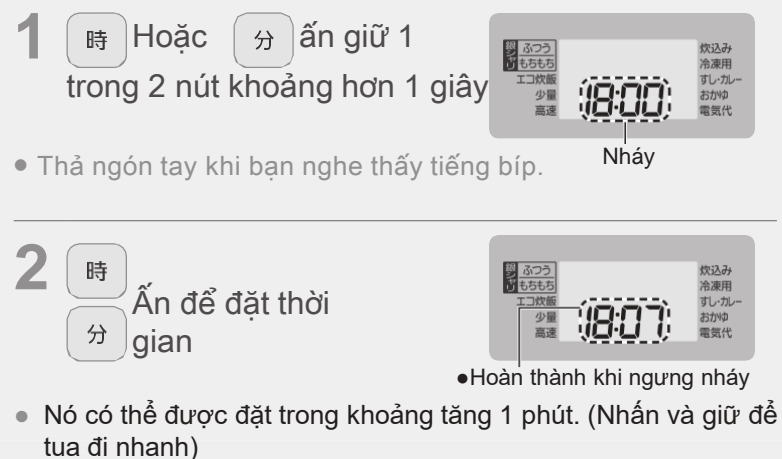 1 時 Hoặc 分 ấn giữ 1
trong 2 nút khoảng hơn 1 giây
銀シャリ ふつう
もちもち
エコ炊飯
少量
高速
18:00
炊込み
冷凍用
すし・カレー
おかゆ
電気代
Nháy
● Thả ngón tay khi bạn nghe thấy tiếng bíp.
2 時
分
Ấn để đặt thời
gian
銀シャリ ふつう
もちもち
エコ炊飯
少量
高速
18:07
炊込み
冷凍用
すし・カレー
おかゆ
電気代
●Hoàn thành khi ngưng nháy
● Nó có thể được đặt trong khoảng tăng 1 phút. (Nhấn và giữ để
tua đi nhanh)